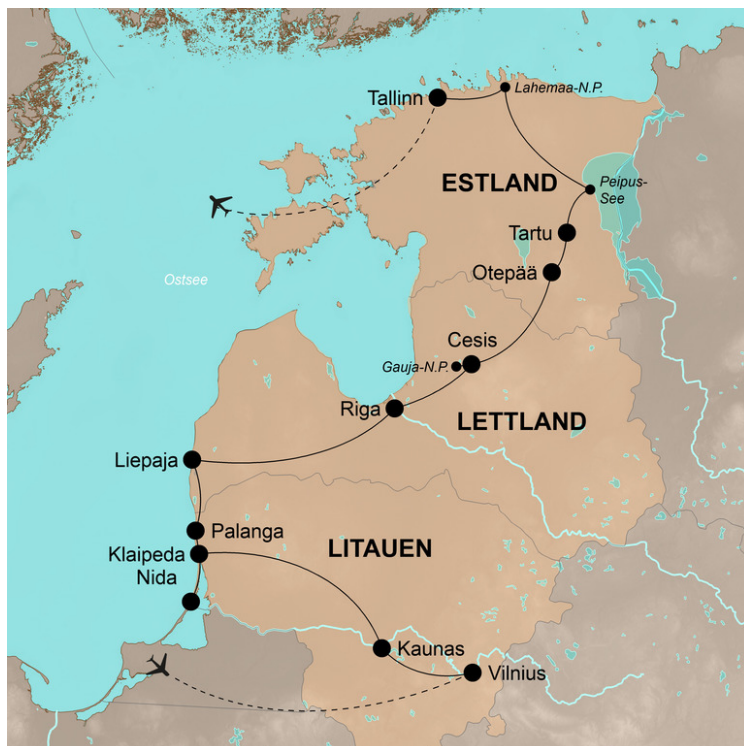 Lahemaa-N.P.
Tallinn
ESTLAND
Peipus-
See
Tartu
Ostsee
Otepää
Cesis
Gauja-N.P.
Riga
LETTLAND
Liepaja
Palanga
LITAUEN
Klaipeda
Nida
Kaunas
Vilnius